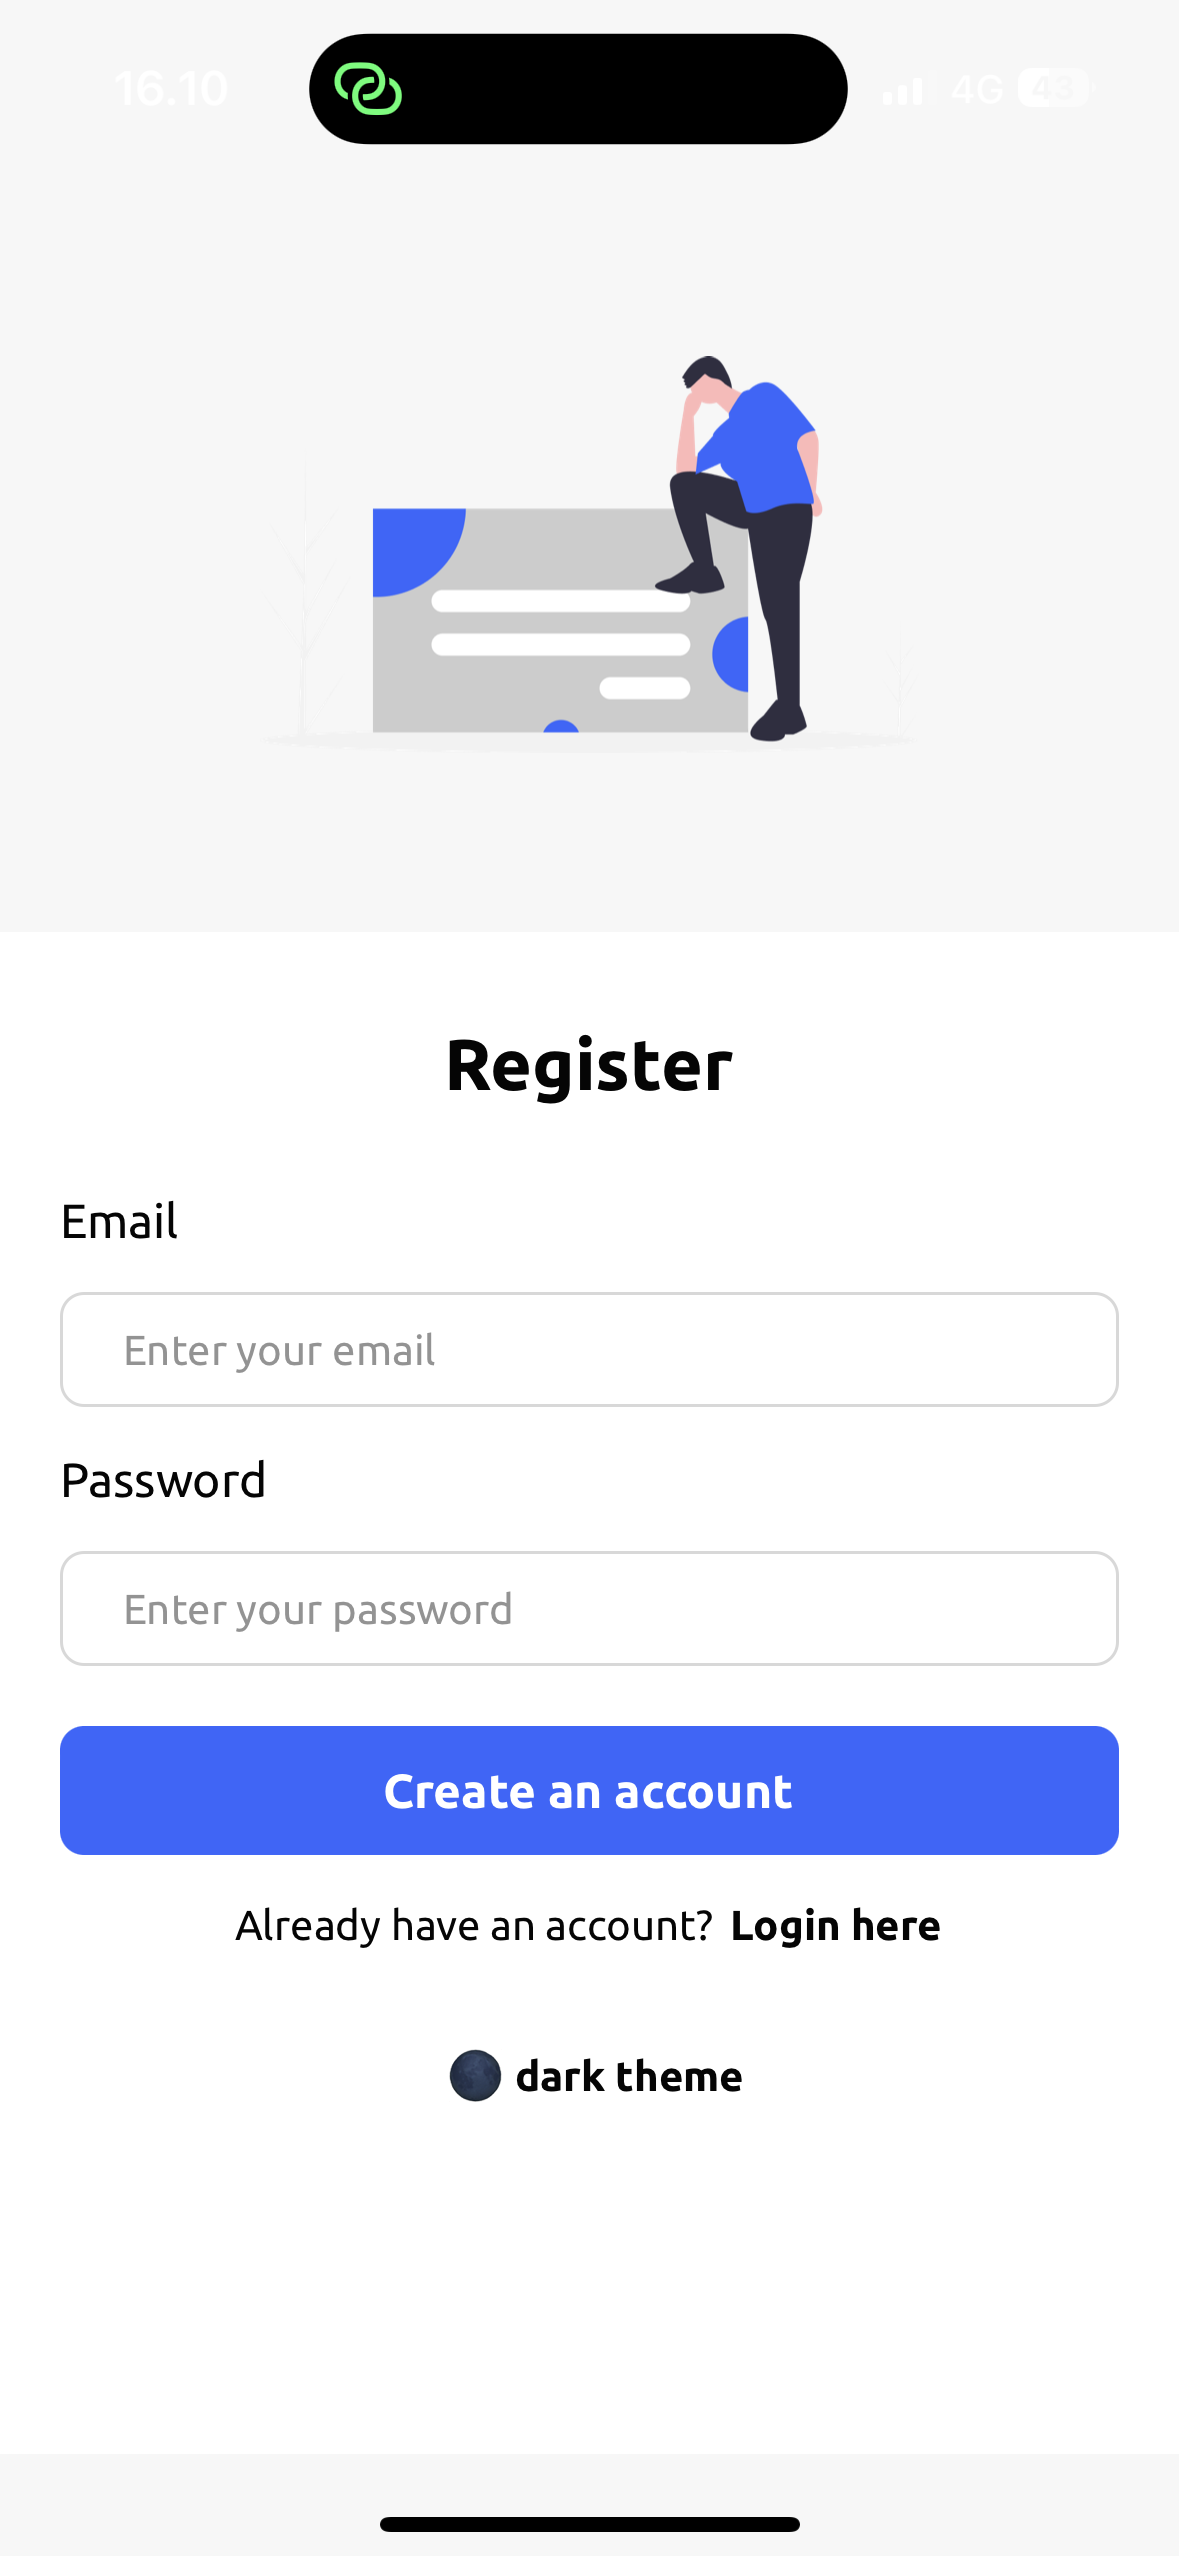 16.10 4G 43
Register
Email
Enter your email
Password
Enter your password
Create an account
Already have an account? Login here
dark theme